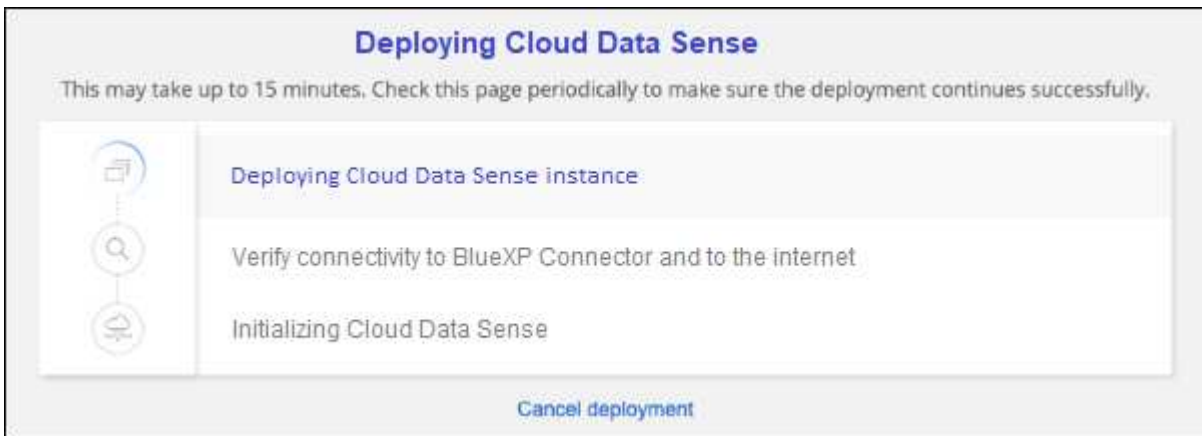 Deploying Cloud Data Sense
This may take up to 15 minutes. Check this page periodically to make sure the deployment continues successfully.
Deploying Cloud Data Sense instance
Verify connectivity to BlueXP Connector and to the internet
Initializing Cloud Data Sense
Cancel deployment